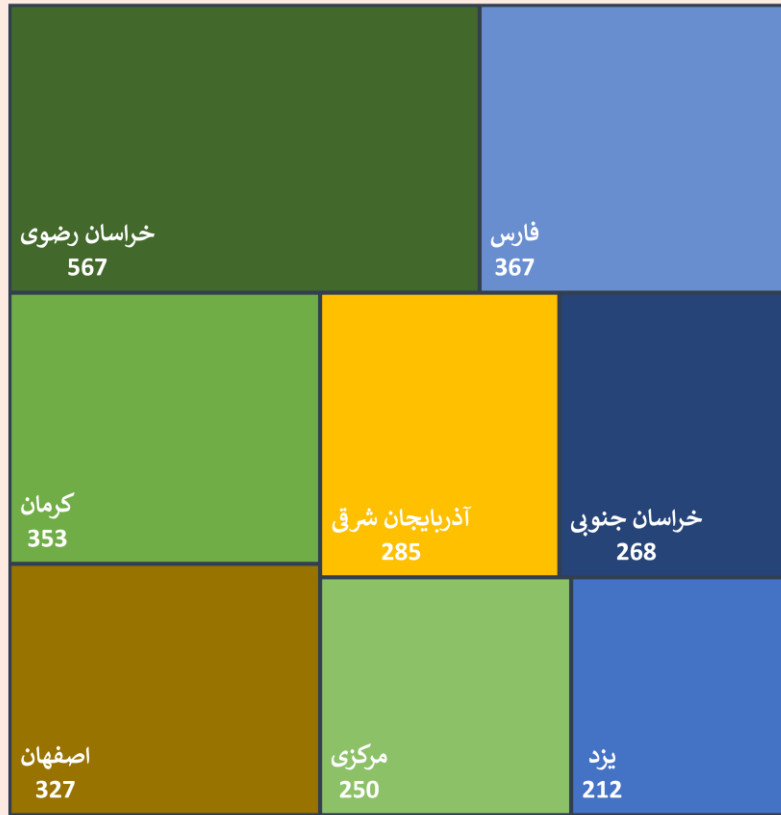 خراسان رضوی
567
فارس
367
کرمان
353
آذربایجان شرقی
285
خراسان جنوبی
268
اصفهان
327
مرکزی
250
یزد
212